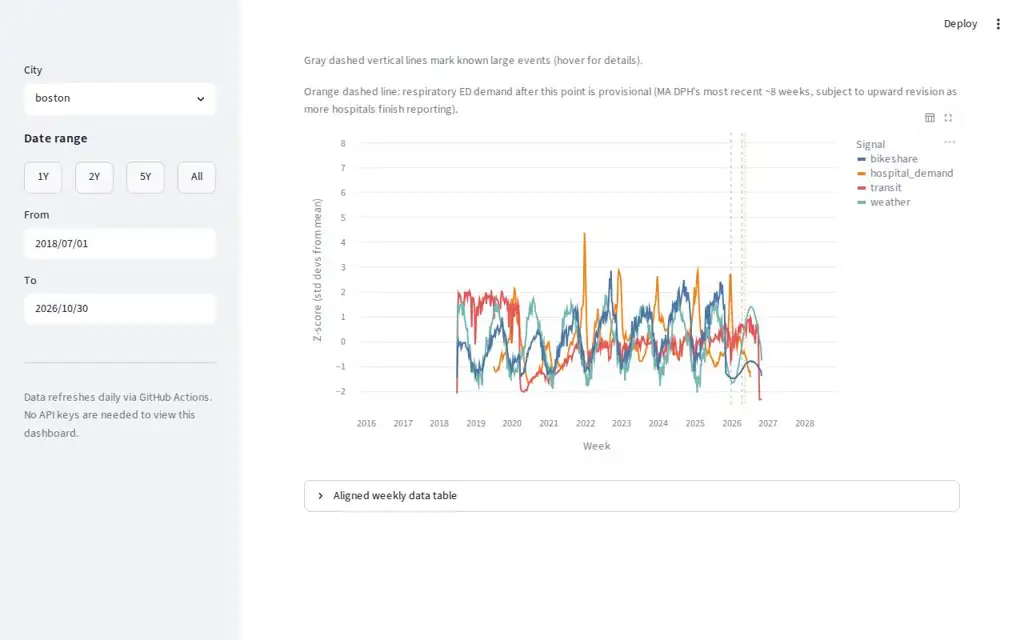 Deploy
City
boston
Date range
1Y 2Y 5Y All
From
2018/07/01
To
2026/10/30
Data refreshes daily via GitHub Actions.
No API keys are needed to view this
dashboard.
Gray dashed vertical lines mark known large events (hover for details).
Orange dashed line: respiratory ED demand after this point is provisional (MA DPH's most recent ~8 weeks, subject to upward revision as
more hospitals finish reporting).
Signal
bikeshare
hospital_demand
transit
weather
Z-score (std devs from mean)
8
7
6
5
4
3
2
1
0
−1
−2
2016 2017 2018 2019 2020 2021 2022 2023 2024 2025 2026 2027 2028
Week
Aligned weekly data table